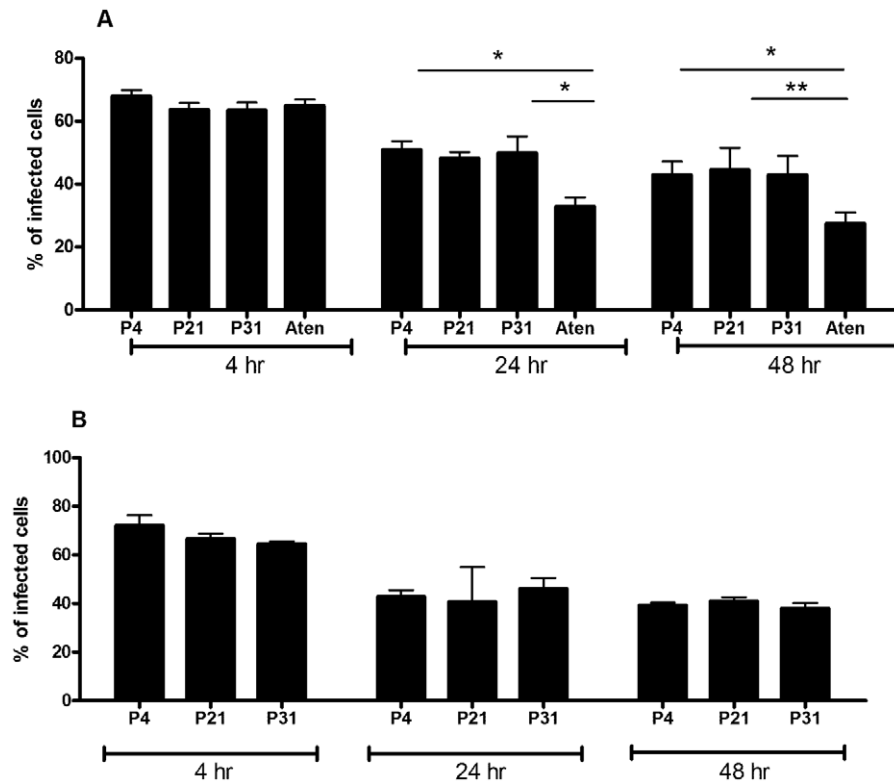 A
% of infected cells
80
60
40
20
0
* *
* **
P4 P21 P31 Aten P4 P21 P31 Aten P4 P21 P31 Aten
4 hr 24 hr 48 hr
B
% of infected cells
100
80
60
40
20
0
P4 P21 P31 P4 P21 P31 P4 P21 P31
4 hr 24 hr 48 hr